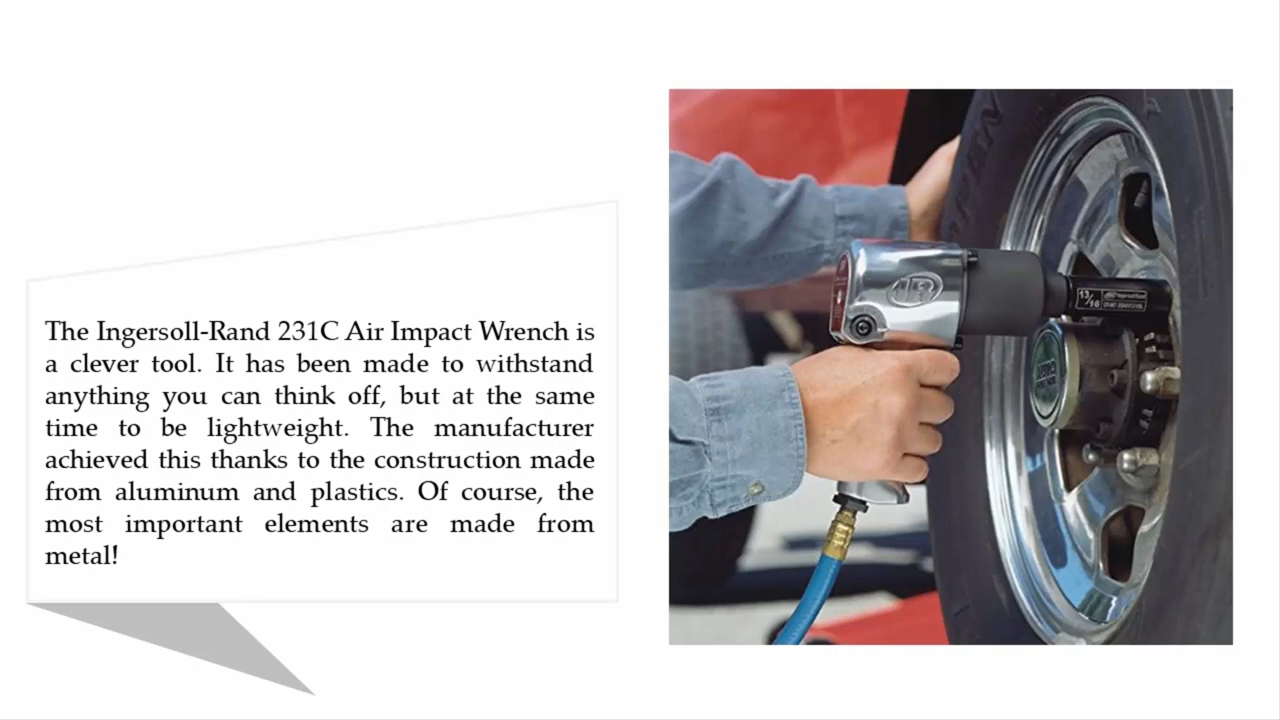 The Ingersoll-Rand 231C Air Impact Wrench is
a clever tool. It has been made to withstand
anything you can think off, but at the same
time to be lightweight. The manufacturer
achieved this thanks to the construction made
from aluminum and plastics. Of course, the
most important elements are made from
metal!
IR
13/16